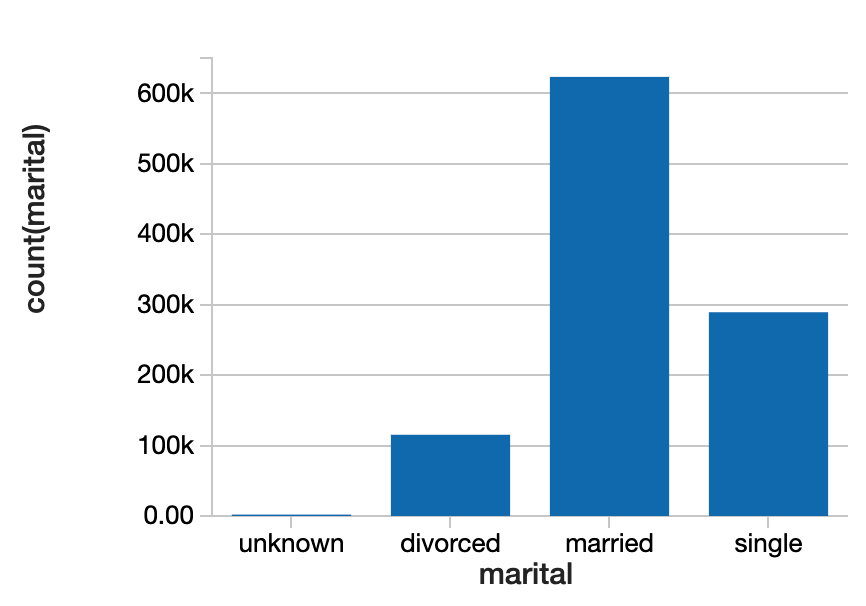 count(marital)
600k
500k
400k
300k
200k
100k
0.00
unknown divorced married single
marital